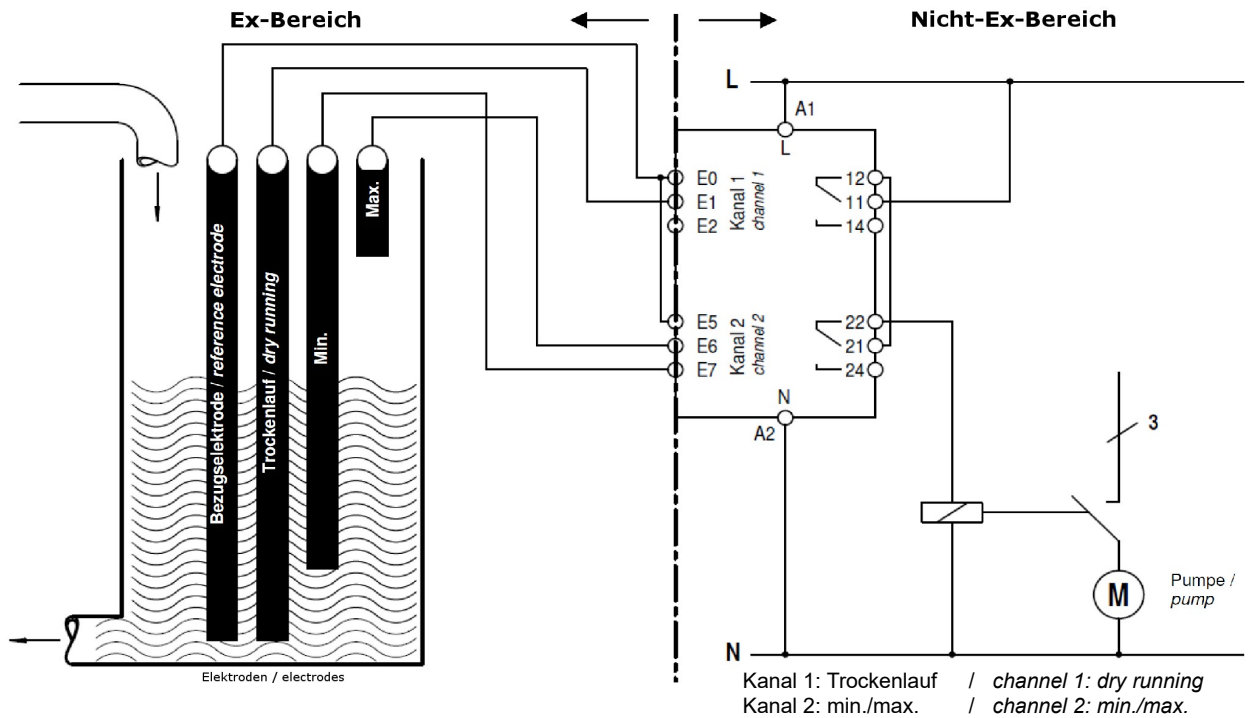 Ex-Bereich
Nicht-Ex-Bereich
L
A1
L
E0
E1
E2
Kanal 1
channel 1
12
11
14
E5
E6
E7
Kanal 2
channel 2
22
21
24
N
A2
Max.
Bezugselektrode / reference electrode
Trockenlauf / dry running
Min.
3
M
Pumpe /
pump
N
Elektroden / electrodes
Kanal 1: Trockenlauf / channel 1: dry running
Kanal 2: min./max. / channel 2: min./max.